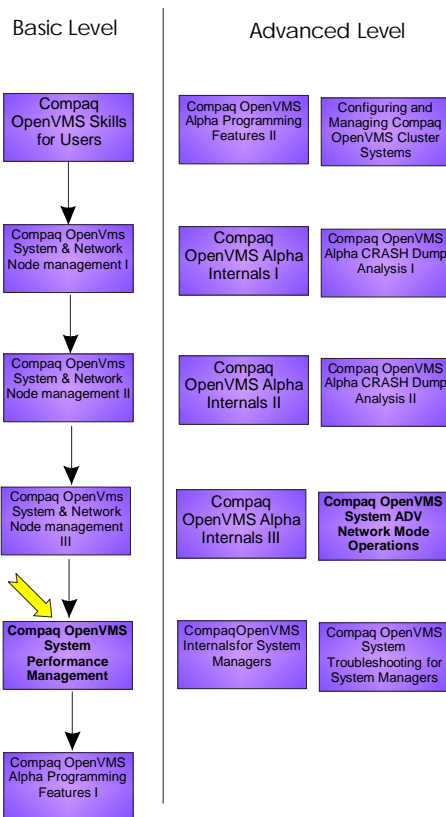 Basic Level
Compaq
OpenVMS Skills
for Users
Compaq OpenVms
System & Network
Node management I
Compaq OpenVms
System & Network
Node management II
Compaq OpenVms
System & Network
Node management
III
Compaq OpenVMS
System
Performance
Management
Compaq OpenVMS
Alpha Programming
Features I
Advanced Level
Compaq OpenVMS
Alpha Programming
Features II
Configuring and
Managing Compaq
OpenVMS Cluster
Systems
Compaq
OpenVMS Alpha
Internals I
Compaq OpenVMS
Alpha CRASH Dump
Analysis I
Compaq
OpenVMS Alpha
Internals II
Compaq OpenVMS
Alpha CRASH Dump
Analysis II
Compaq
OpenVMS Alpha
Internals III
Compaq OpenVMS
System ADV
Network Mode
Operations
CompaqOpenVMS
Internalsfor System
Managers
Compaq OpenVMS
System
Troubleshooting for
System Managers